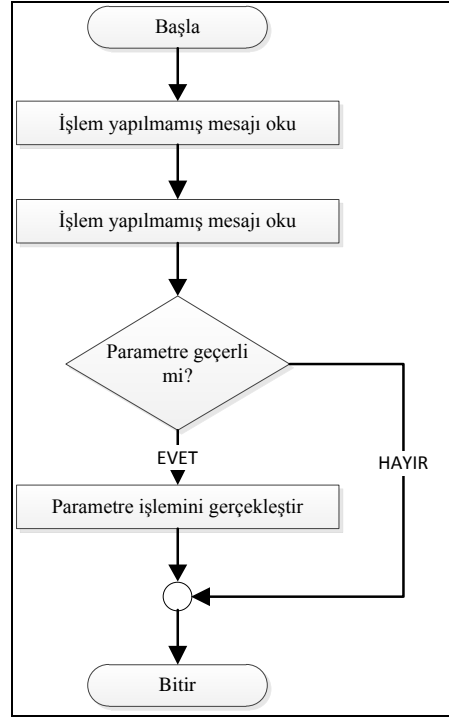 Başla
İşlem yapılmamış mesajı oku
İşlem yapılmamış mesajı oku
Parametre geçerli
mi?
EVET
HAYIR
Parametre işlemini gerçekleştir
Bitir